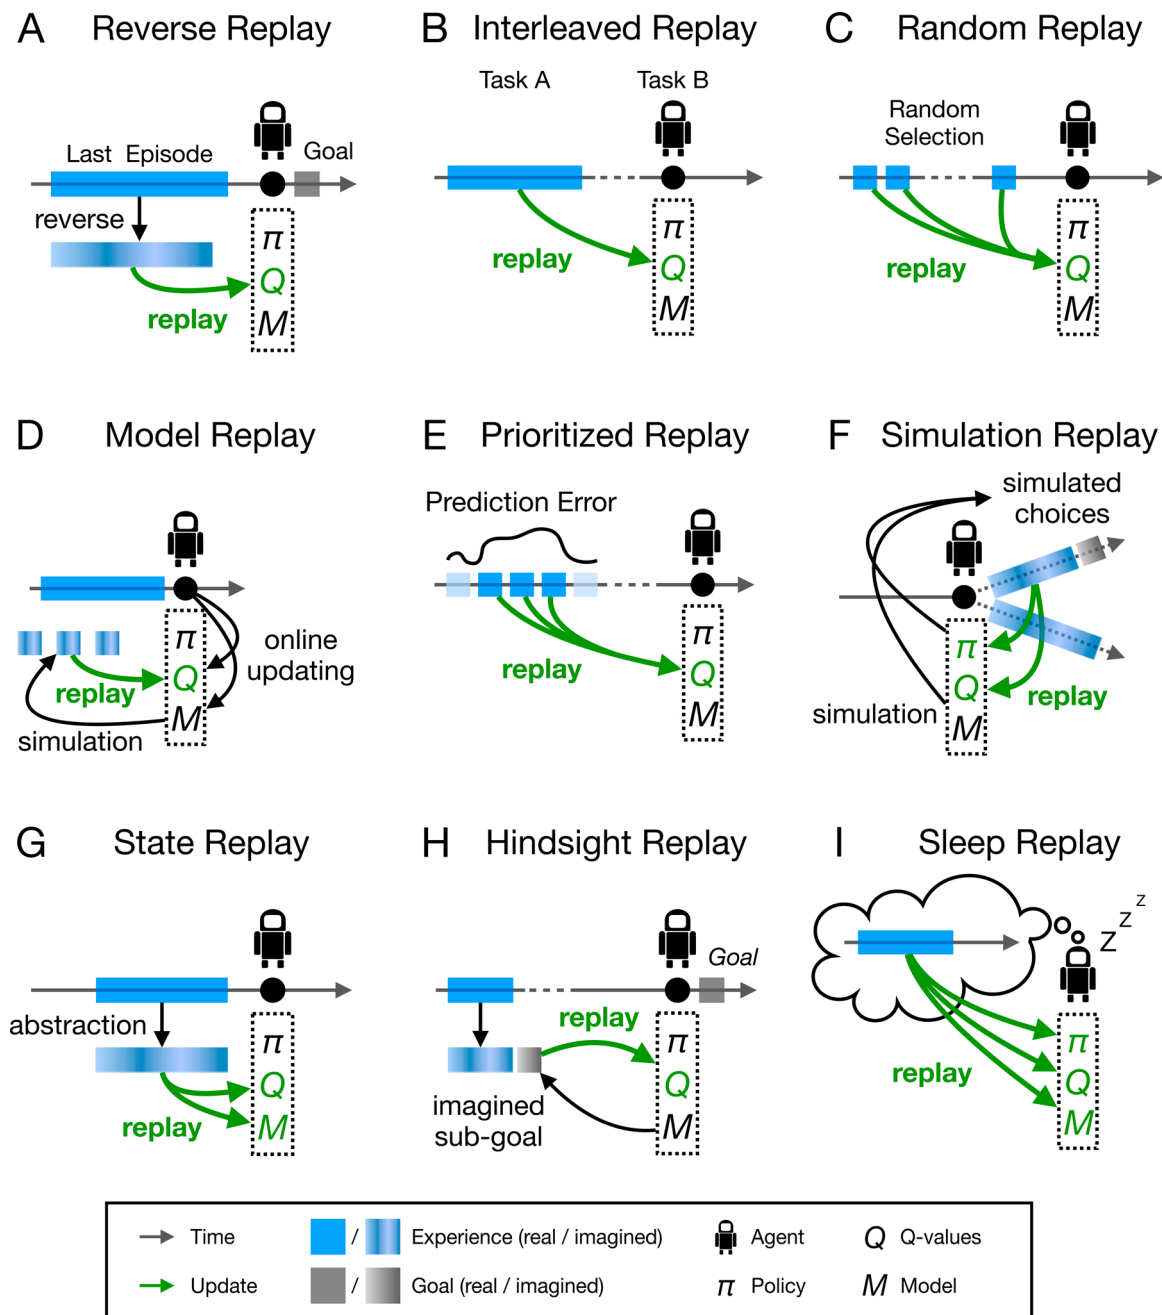 A Reverse Replay
Last Episode
Goal
reverse
replay
π
Q
M
B Interleaved Replay
Task A
Task B
replay
π
Q
M
C Random Replay
Random
Selection
replay
π
Q
M
D Model Replay
π
Q
M
online
updating
replay
simulation
E Prioritized Replay
Prediction Error
replay
π
Q
M
F Simulation Replay
simulated
choices
π
Q
M
replay
simulation
G State Replay
abstraction
replay
π
Q
M
H Hindsight Replay
Goal
replay
imagined
sub-goal
π
Q
M
I Sleep Replay
z z z
replay
π
Q
M
Time
/ Experience (real / imagined)
Agent
Q Q-values
Update
/ Goal (real / imagined)
π Policy
M Model